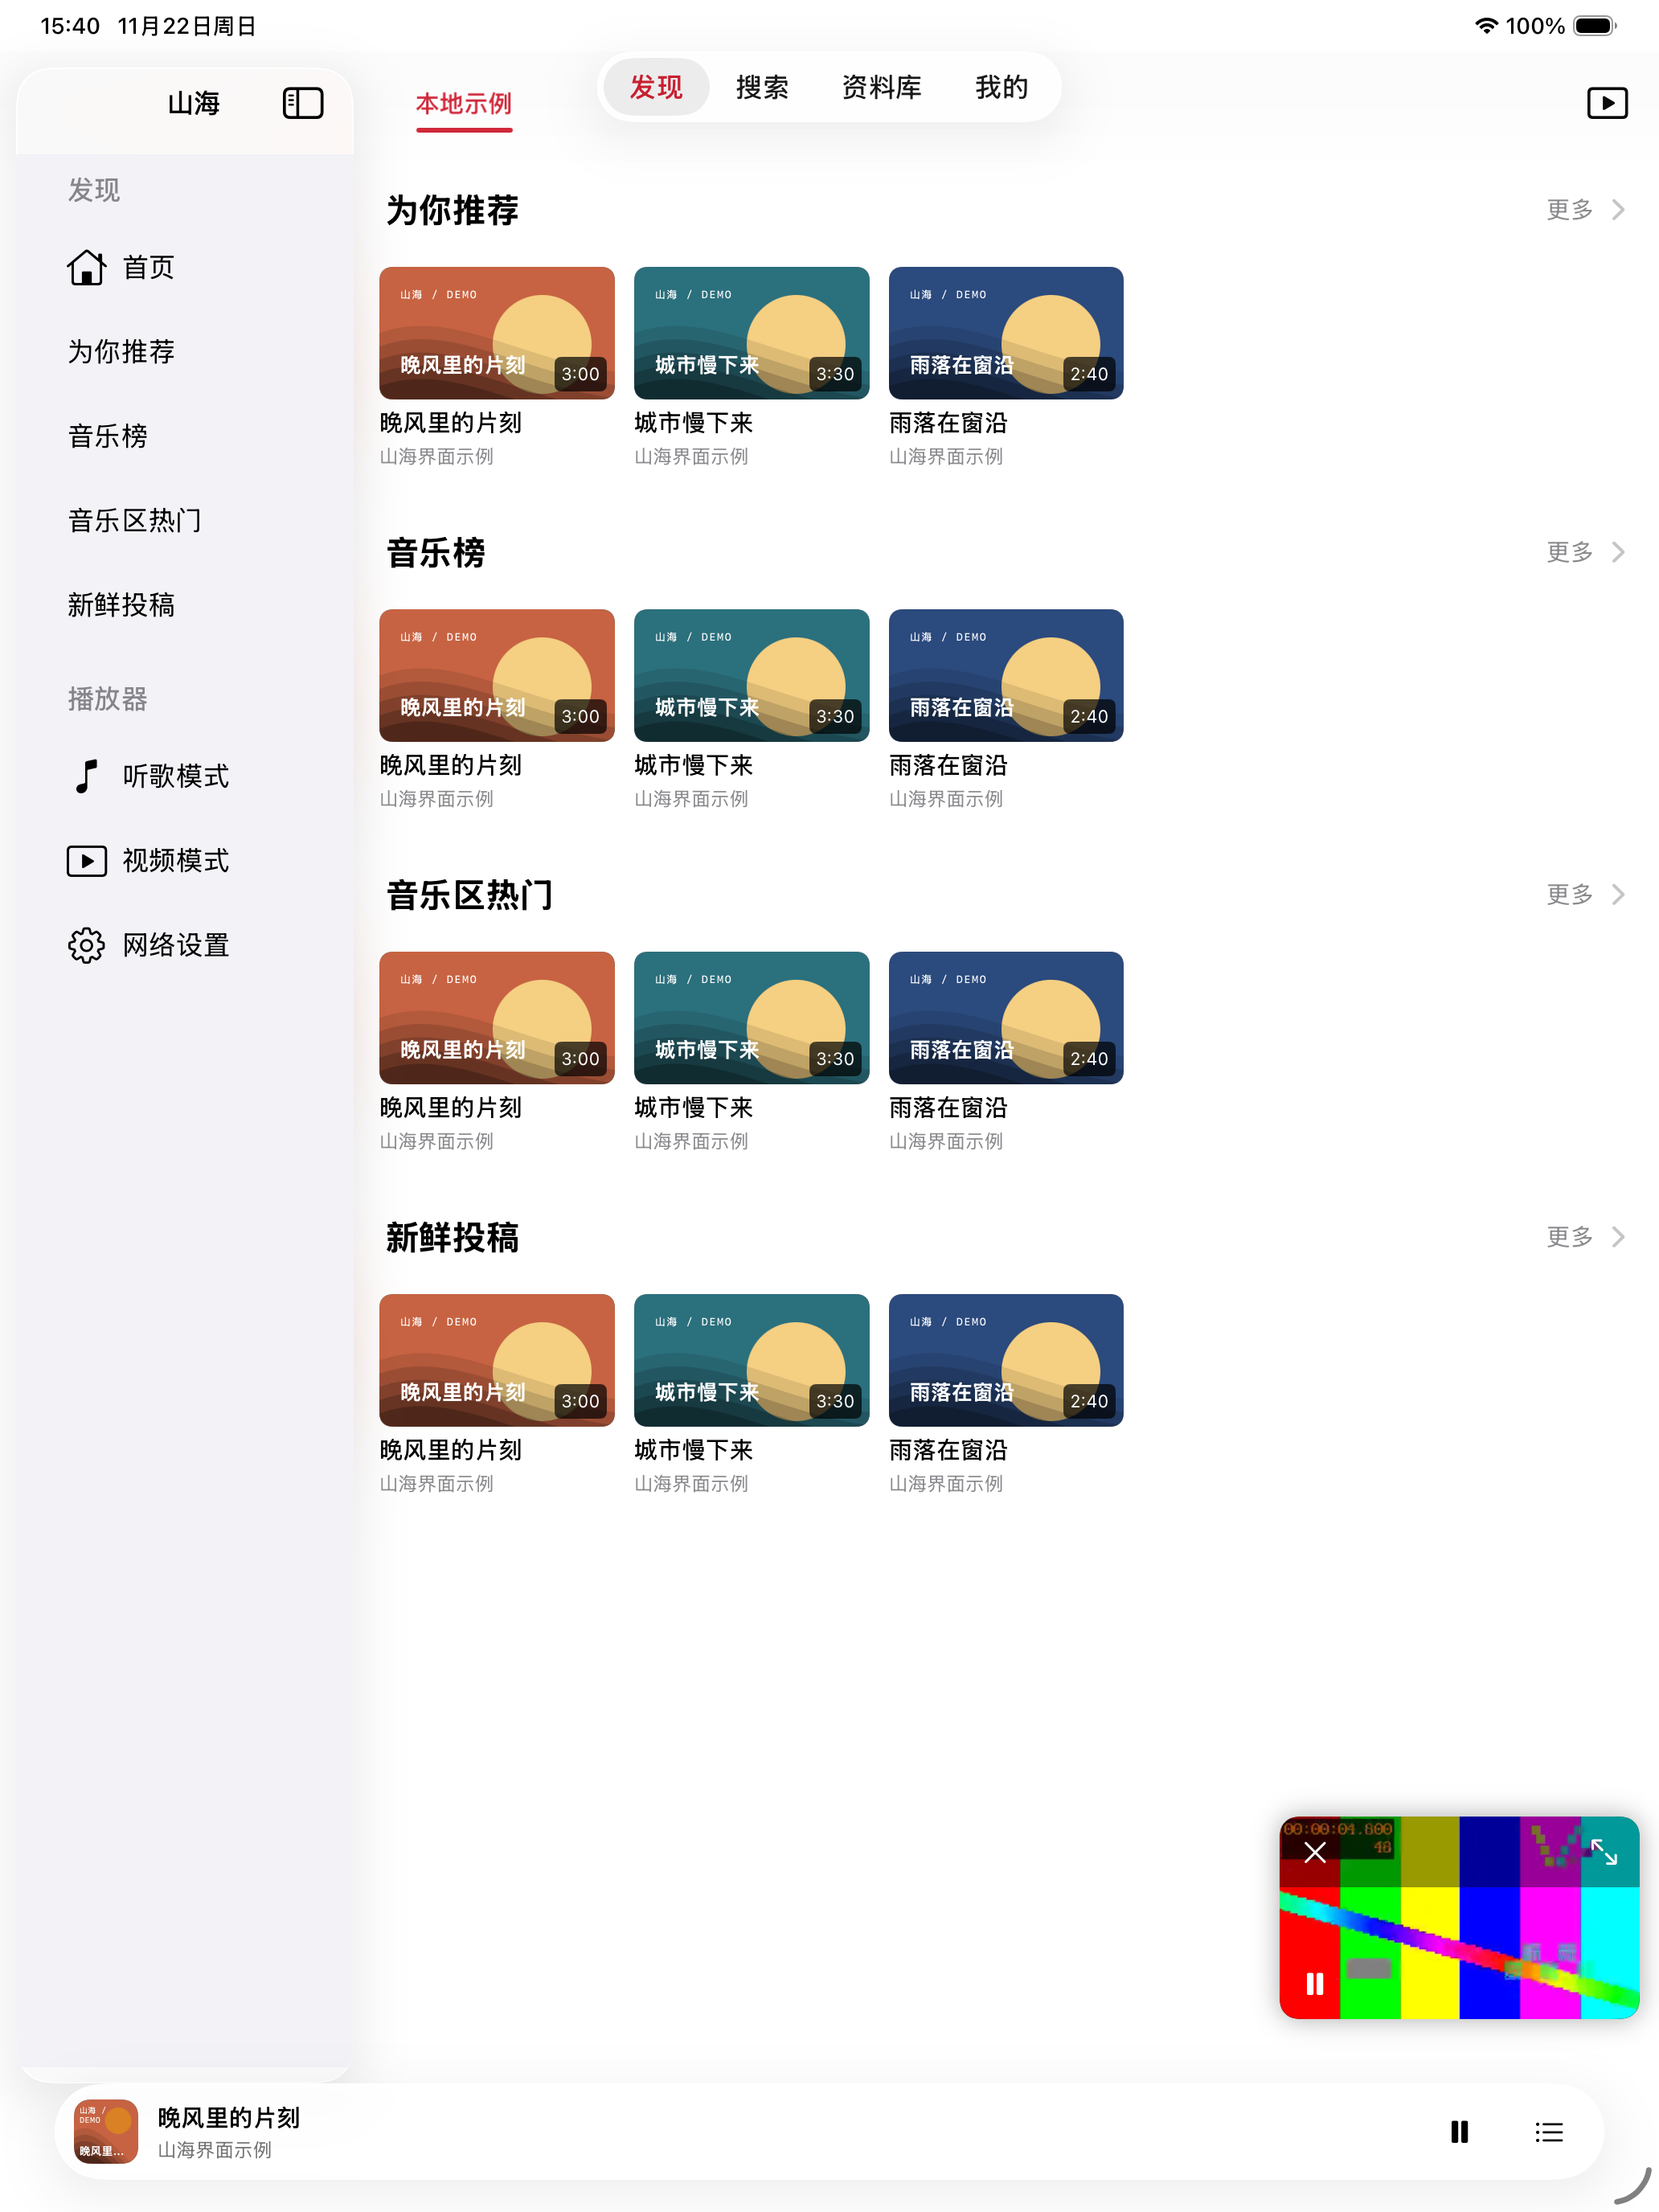 15:40 11月22日周日
100%
山海
本地示例
发现 搜索 资料库 我的
发现
首页
为你推荐
音乐榜
音乐区热门
新鲜投稿
播放器
听歌模式
视频模式
网络设置
为你推荐
更多
山海 / DEMO
晚风里的片刻
3:00
晚风里的片刻
山海界面示例
山海 / DEMO
城市慢下来
3:30
城市慢下来
山海界面示例
山海 / DEMO
雨落在窗沿
2:40
雨落在窗沿
山海界面示例
音乐榜
更多
山海 / DEMO
晚风里的片刻
3:00
晚风里的片刻
山海界面示例
山海 / DEMO
城市慢下来
3:30
城市慢下来
山海界面示例
山海 / DEMO
雨落在窗沿
2:40
雨落在窗沿
山海界面示例
音乐区热门
更多
山海 / DEMO
晚风里的片刻
3:00
晚风里的片刻
山海界面示例
山海 / DEMO
城市慢下来
3:30
城市慢下来
山海界面示例
山海 / DEMO
雨落在窗沿
2:40
雨落在窗沿
山海界面示例
新鲜投稿
更多
山海 / DEMO
晚风里的片刻
3:00
晚风里的片刻
山海界面示例
山海 / DEMO
城市慢下来
3:30
城市慢下来
山海界面示例
山海 / DEMO
雨落在窗沿
2:40
雨落在窗沿
山海界面示例
00:00:04.800
48
山海 /
DEMO
晚风里...
晚风里的片刻
山海界面示例